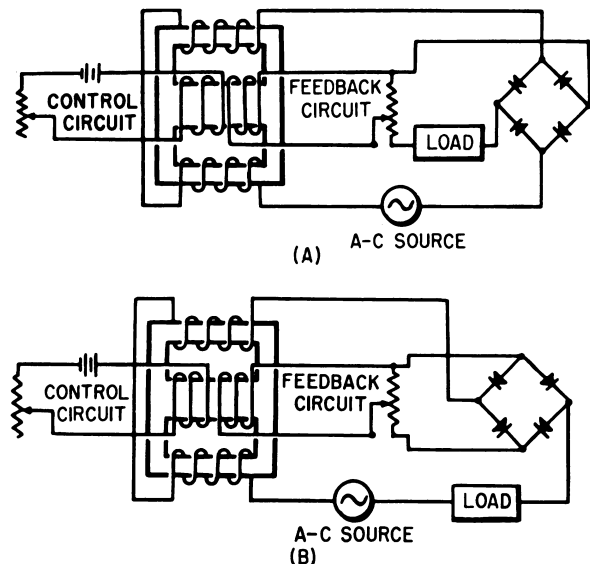 CONTROL
CIRCUIT
FEEDBACK
CIRCUIT
LOAD
A-C SOURCE
(A)
CONTROL
CIRCUIT
FEEDBACK
CIRCUIT
LOAD
A-C SOURCE
(B)